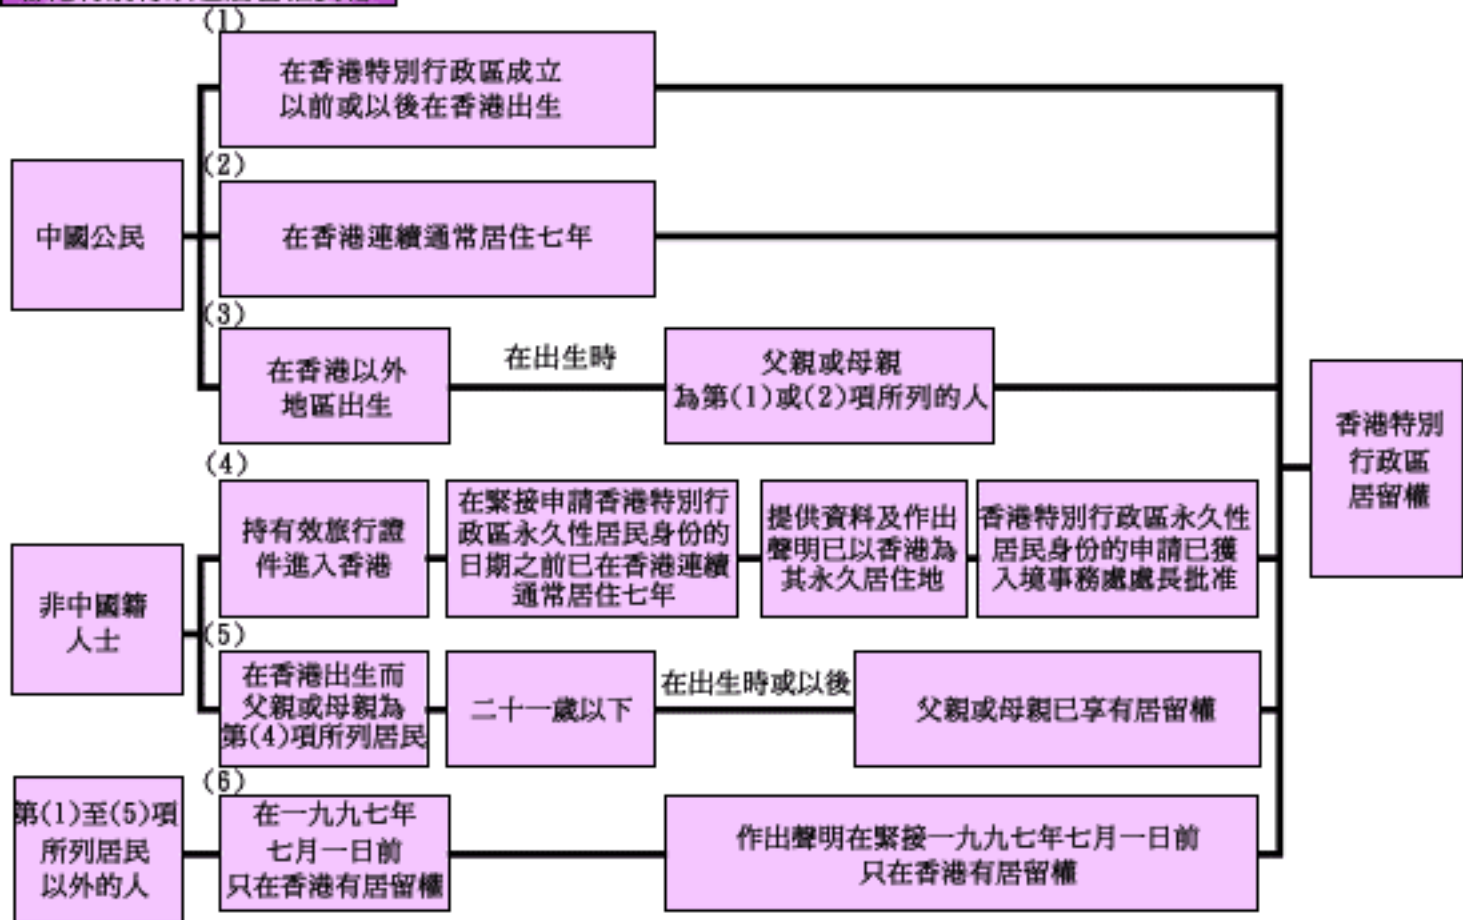 (1)
在香港特別行政區成立
以前或以後在香港出生
中國公民
(2)
在香港連續通常居住七年
(3)
在香港以外
地區出生
在出生時
父親或母親
為第(1)或(2)項所列的人
香港特別
行政區
居留權
非中國籍
人士
(4)
持有效旅行證
件進入香港
在緊接申請香港特別行
政區永久性居民身份的
日期之前已在香港連續
通常居住七年
提供資料及作出
聲明已以香港為
其永久居住地
香港特別行政區永久性
居民身份的申請已獲
入境事務處處長批准
(5)
在香港出生而
父親或母親為
第(4)項所列居民
二十一歲以下
在出生時或以後
父親或母親已享有居留權
第(1)至(5)項
所列居民
以外的人
(6)
在一九九七年
七月一日前
只在香港有居留權
作出聲明在緊接一九九七年七月一日前
只在香港有居留權